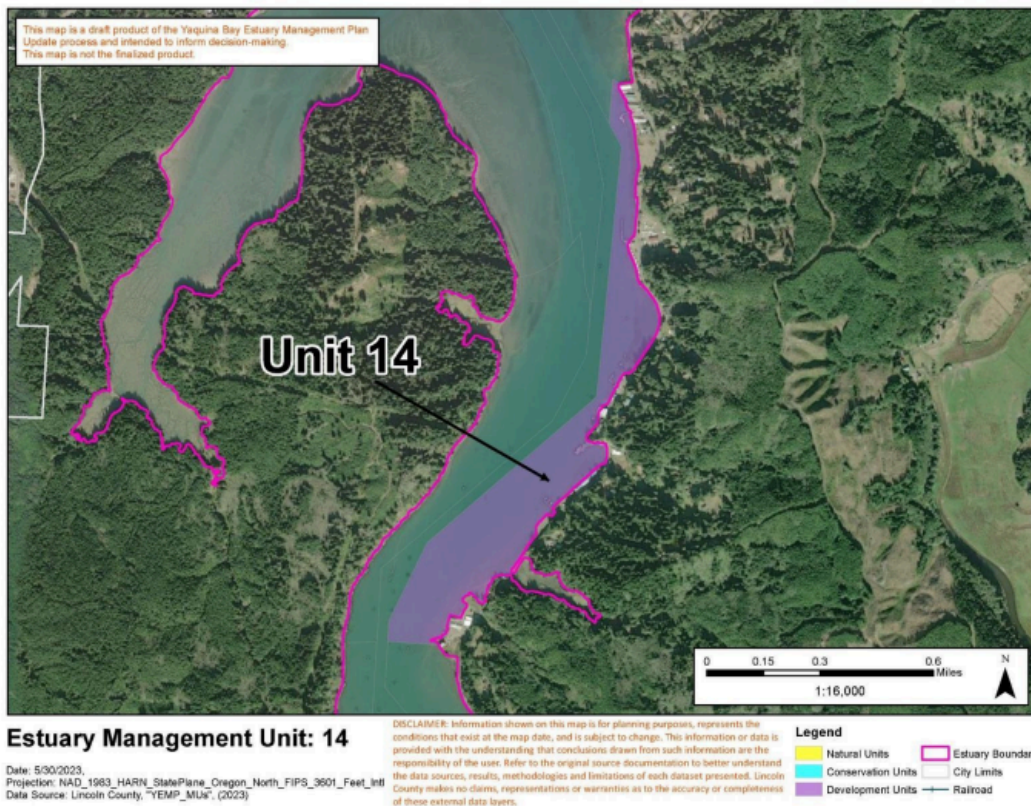 This map is a draft product of the Yaquina Bay Estuary Management Plan
Update process and intended to inform decision-making.
This map is not the finalized product.
Unit 14
0 0.15 0.3 0.6
Miles
1:16,000
N
Estuary Management Unit: 14
Date: 5/30/2023,
Projection: NAD_1983_HARN_StatePlane_Oregon_North_FIPS_3601_Feet_Intl
Data Source: Lincoln County, "YEMP_MUs", (2023)
DISCLAIMER: Information shown on this map is for planning purposes, represents the
conditions that exist at the map date, and is subject to change. This information or data is
provided with the understanding that conclusions drawn from such information are the
responsibility of the user. Refer to the original source documentation to better understand
the data sources, results, methodologies and limitations of each dataset presented. Lincoln
County makes no claims, representations or warranties as to the accuracy or completeness
of these external data layers.
Legend
Natural Units
Conservation Units
Development Units
Estuary Boundar
City Limits
Railroad